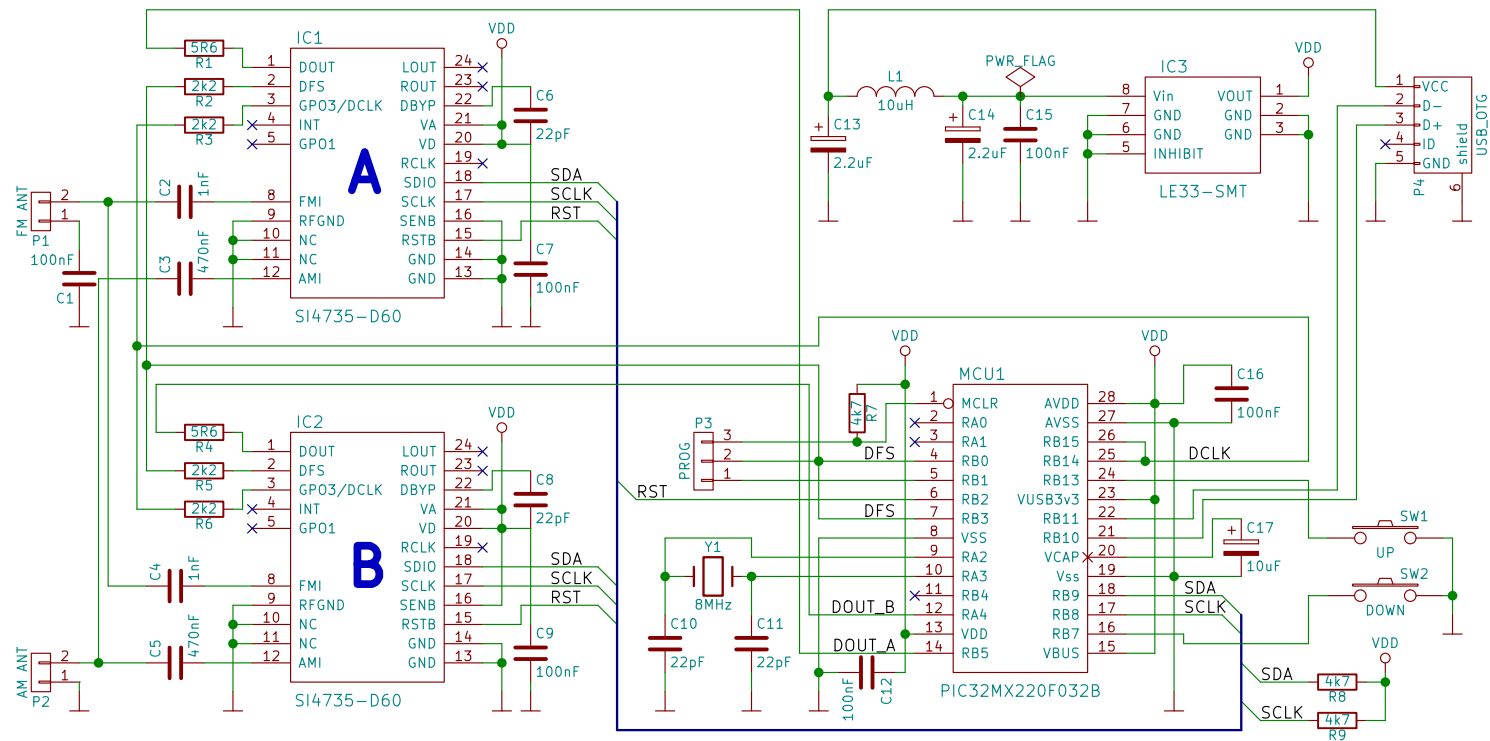 IC1
5R6
R1
2k2
R2
2k2
R3
1 DOUT
2 DFS
3 GPO3/DCLK
4 INT
5 GPO1
8 FMI
9 RFGND
10 NC
11 NC
12 AMI
LOUT 24
ROUT 23
DBYP 22
VA 21
VD 20
RCLK 19
SDIO 18
SCLK 17
SENB 16
RSTB 15
GND 14
GND 13
A
SI4735-D60
VDD
C6
22pF
C7
100nF
SDA
SCLK
RST
FM ANT
2
1
P1
100nF
C1
C2
1nF
C3
470nF
IC2
5R6
R4
2k2
R5
2k2
R6
1 DOUT
2 DFS
3 GPO3/DCLK
4 INT
5 GPO1
8 FMI
9 RFGND
10 NC
11 NC
12 AMI
LOUT 24
ROUT 23
DBYP 22
VA 21
VD 20
RCLK 19
SDIO 18
SCLK 17
SENB 16
RSTB 15
GND 14
GND 13
B
SI4735-D60
VDD
C8
22pF
C9
100nF
SDA
SCLK
RST
C4
1nF
C5
470nF
AM ANT
2
1
P2
+
C13
2.2uF
L1
10uH
+
C14
2.2uF
PWR_FLAG
C15
100nF
IC3
8 Vin
7 GND
6 GND
5 INHIBIT
VOUT 1
GND 2
GND 3
LE33-SMT
VDD
1 VCC
2 D-
3 D+
4 ID
5 GND
shield
6
P4
USB_OTG
VDD
4k7
R7
P3
PROG
3
2
1
RST
DFS
DFS
DOUT_B
DOUT_A
Y1
8MHz
C10
22pF
C11
22pF
100nF
C12
MCU1
1 MCLR
2 RA0
3 RA1
4 RB0
5 RB1
6 RB2
7 RB3
8 VSS
9 RA2
10 RA3
11 RB4
12 RA4
13 VDD
14 RB5
AVDD 28
AVSS 27
RB15 26
RB14 25
RB13 24
VUSB3v3 23
RB11 22
RB10 21
VCAP 20
Vss 19
RB9 18
RB8 17
RB7 16
VBUS 15
PIC32MX220F032B
VDD
C16
100nF
DCLK
+
C17
10uF
SDA
SCLK
SW1
UP
SW2
DOWN
VDD
SDA
4k7
R8
SCLK
4k7
R9